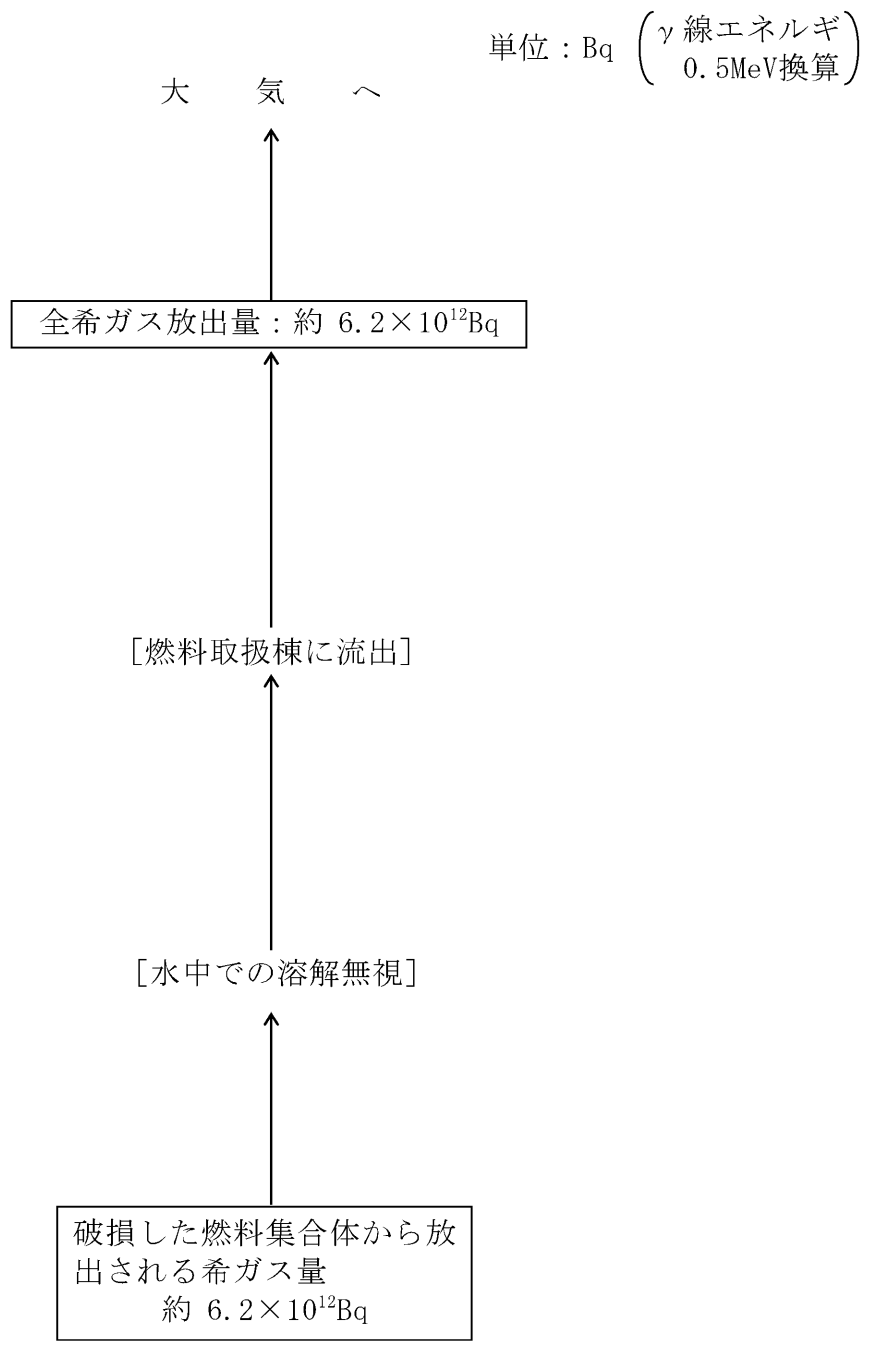 単位：Bq (γ線エネルギ
0.5MeV換算)
大 気 へ
全希ガス放出量：約 6.2×10¹²Bq
[燃料取扱棟に流出]
[水中での溶解無視]
破損した燃料集合体から放
出される希ガス量
約 6.2×10¹²Bq